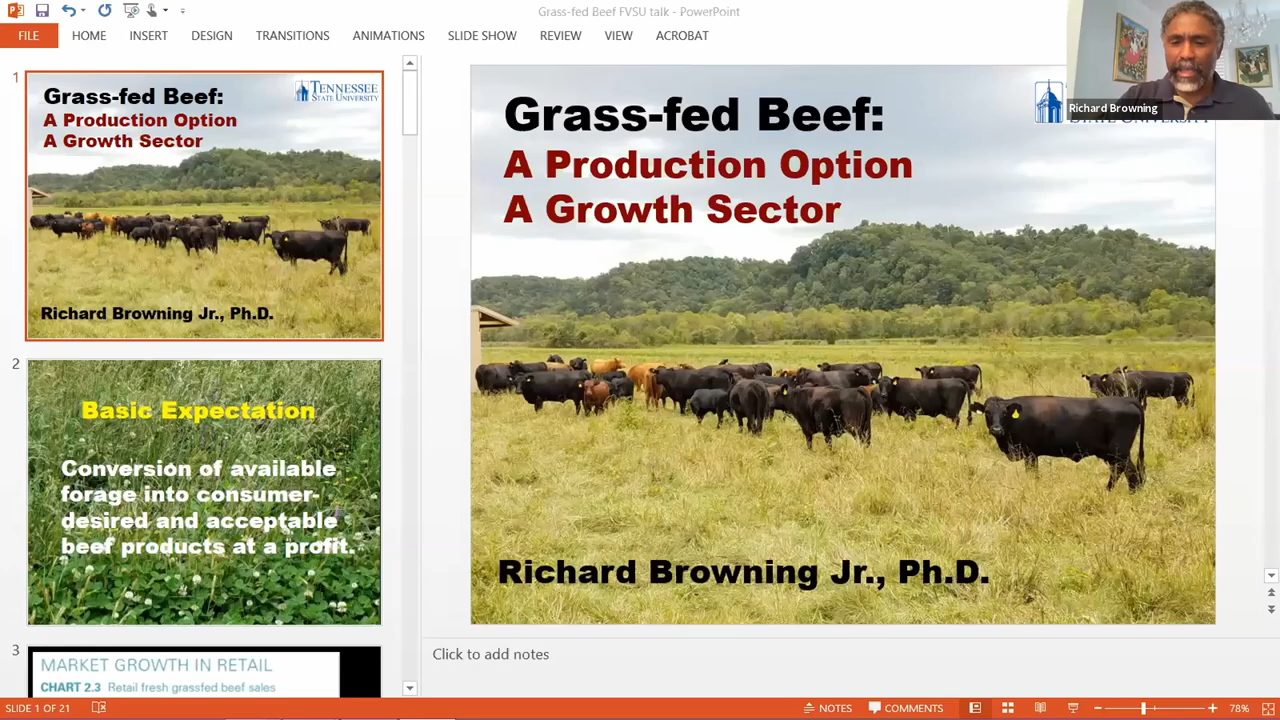 Grass-fed Beef FVSU talk - PowerPoint
FILE HOME INSERT DESIGN TRANSITIONS ANIMATIONS SLIDE SHOW REVIEW VIEW ACROBAT
1
TENNESSEE
STATE UNIVERSITY
Grass-fed Beef:
A Production Option
A Growth Sector
Richard Browning Jr., Ph.D.
2
Basic Expectation
Conversion of available
forage into consumer-
desired and acceptable
beef products at a profit.
3
MARKET GROWTH IN RETAIL
CHART 2.3 Retail fresh grassfed beef sales
Grass-fed Beef:
A Production Option
A Growth Sector
Richard Browning Jr., Ph.D.
Richard Browning
Click to add notes
SLIDE 1 OF 21 NOTES COMMENTS 78%